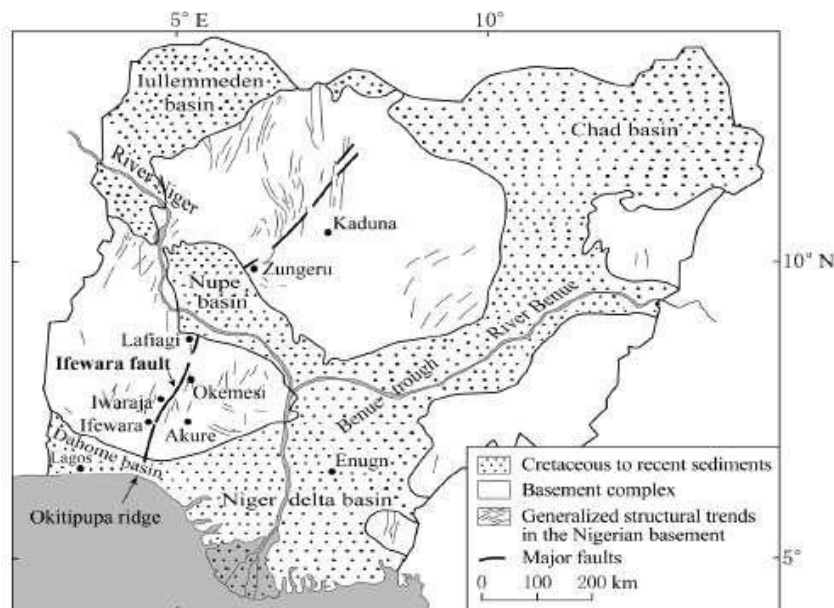 5° E
10°
Iullemmeden
basin
Chad basin
River Niger
Kaduna
10° N
Zungeru
Nupe
basin
River Benue
Lafiagi
Ifewara fault
Okemesi
Iwaraja
Benue trough
Ifewara
Akure
Dahome basin
Lagos
Enugn
Okitipupa ridge
Niger delta basin
Cretaceous to recent sediments
Basement complex
Generalized structural trends
in the Nigerian basement
Major faults
0 100 200 km
5°